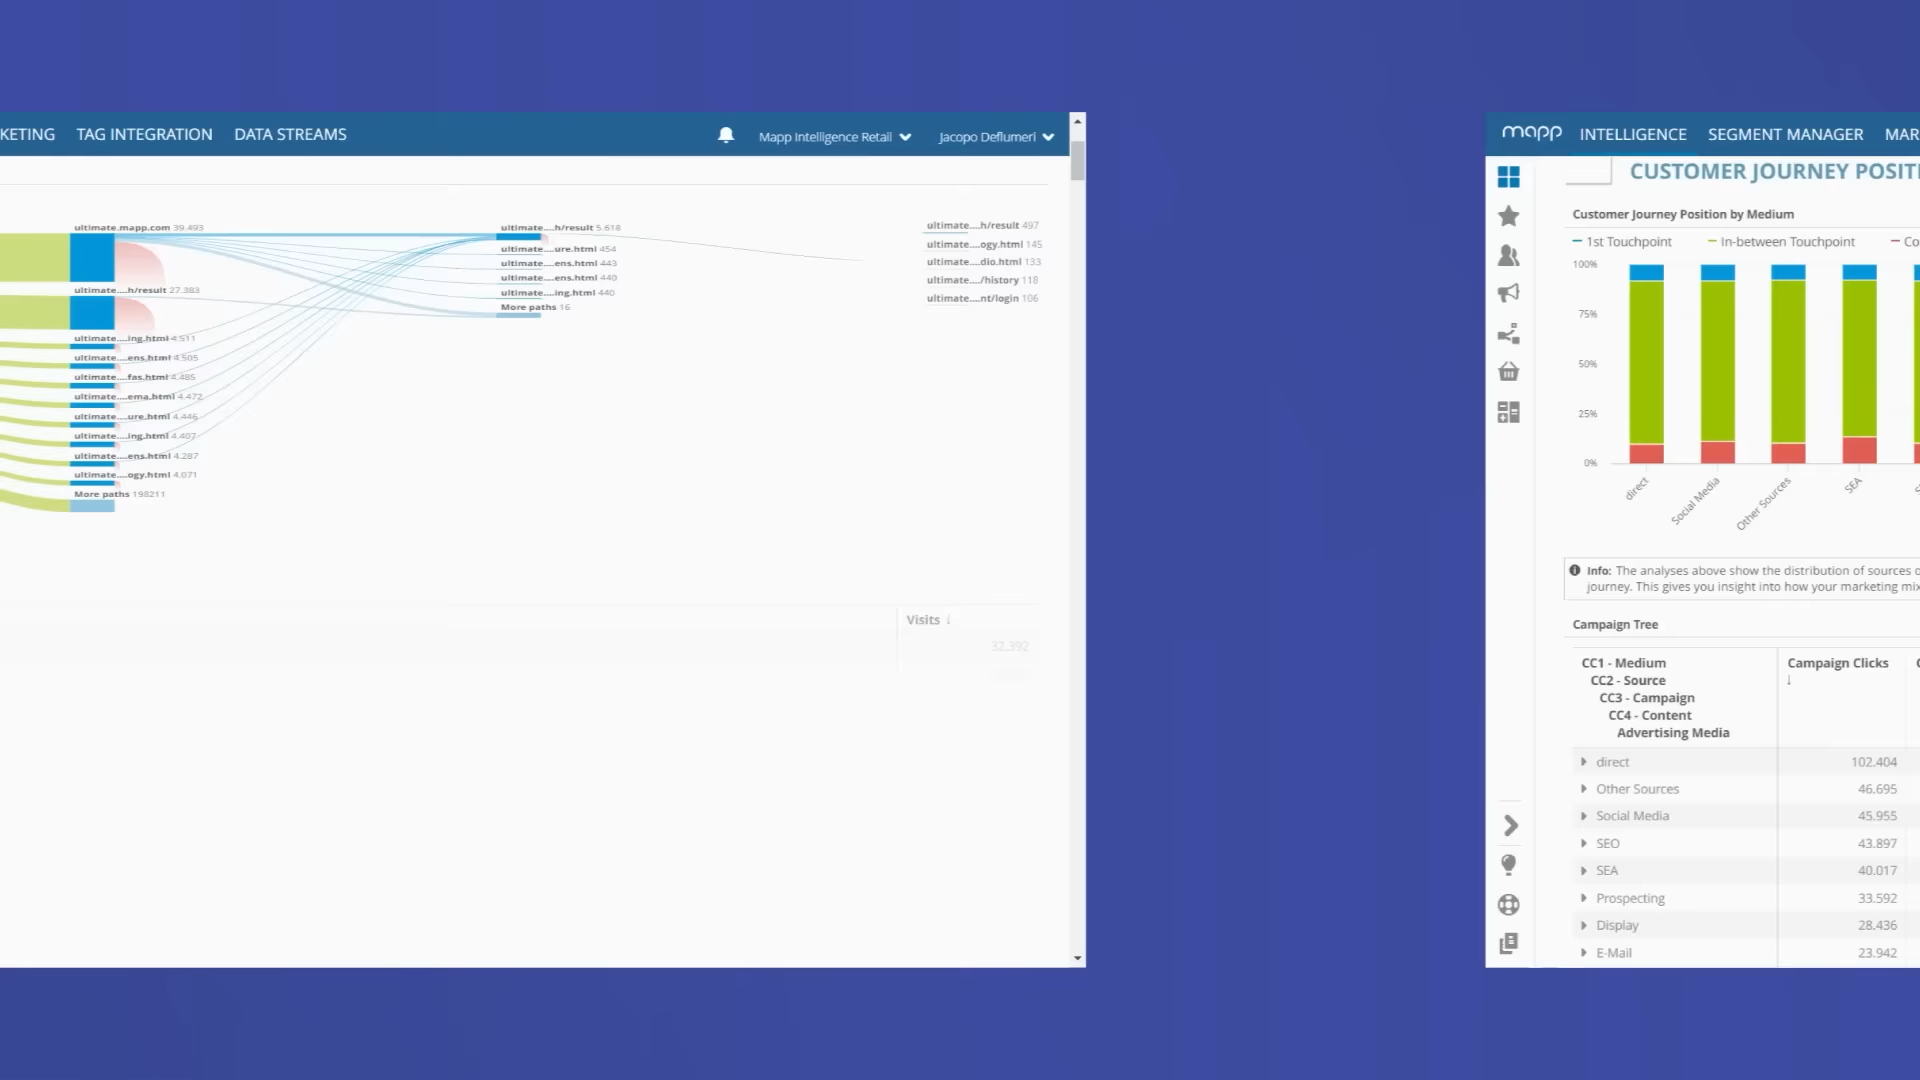 KETING TAG INTEGRATION DATA STREAMS
Mapp Intelligence Retail
Jacopo Deflumeri
ultimate.mapp.com 39.493
ultimate....h/result 27.383
ultimate....ing.html 4.511
ultimate....ens.html 4.505
ultimate....fas.html 4.485
ultimate....ema.html 4.472
ultimate....ure.html 4.446
ultimate....ing.html 4.407
ultimate....ens.html 4.287
ultimate....ogy.html 4.071
More paths 198211
ultimate....h/result 5.618
ultimate....ure.html 454
ultimate....ens.html 443
ultimate....ens.html 440
ultimate....ing.html 440
More paths 16
ultimate....h/result 497
ultimate....ogy.html 145
ultimate....dio.html 133
ultimate..../history 118
ultimate....nt/login 106
Visits ↓
32.392
mapp INTELLIGENCE SEGMENT MANAGER MAR
CUSTOMER JOURNEY POSITI
Customer Journey Position by Medium
1st Touchpoint In-between Touchpoint Co
100%
75%
50%
25%
0%
direct
Social Media
Other Sources
SEA
Info: The analyses above show the distribution of sources o
journey. This gives you insight into how your marketing mix
Campaign Tree
CC1 - Medium
CC2 - Source
CC3 - Campaign
CC4 - Content
Advertising Media
Campaign Clicks
↓
direct 102.404
Other Sources 46.695
Social Media 45.955
SEO 43.897
SEA 40.017
Prospecting 33.592
Display 28.436
E-Mail 23.942